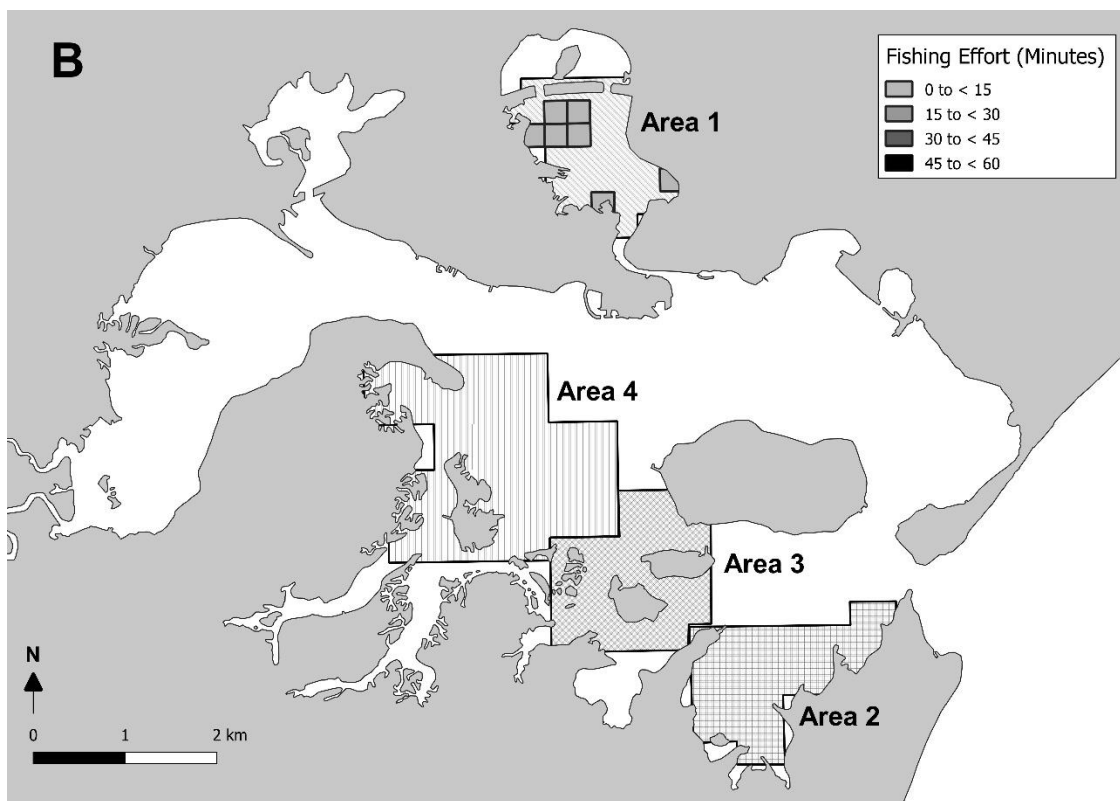 B
Fishing Effort (Minutes)
0 to < 15
15 to < 30
30 to < 45
45 to < 60
Area 1
Area 4
Area 3
Area 2
N
0 1 2 km